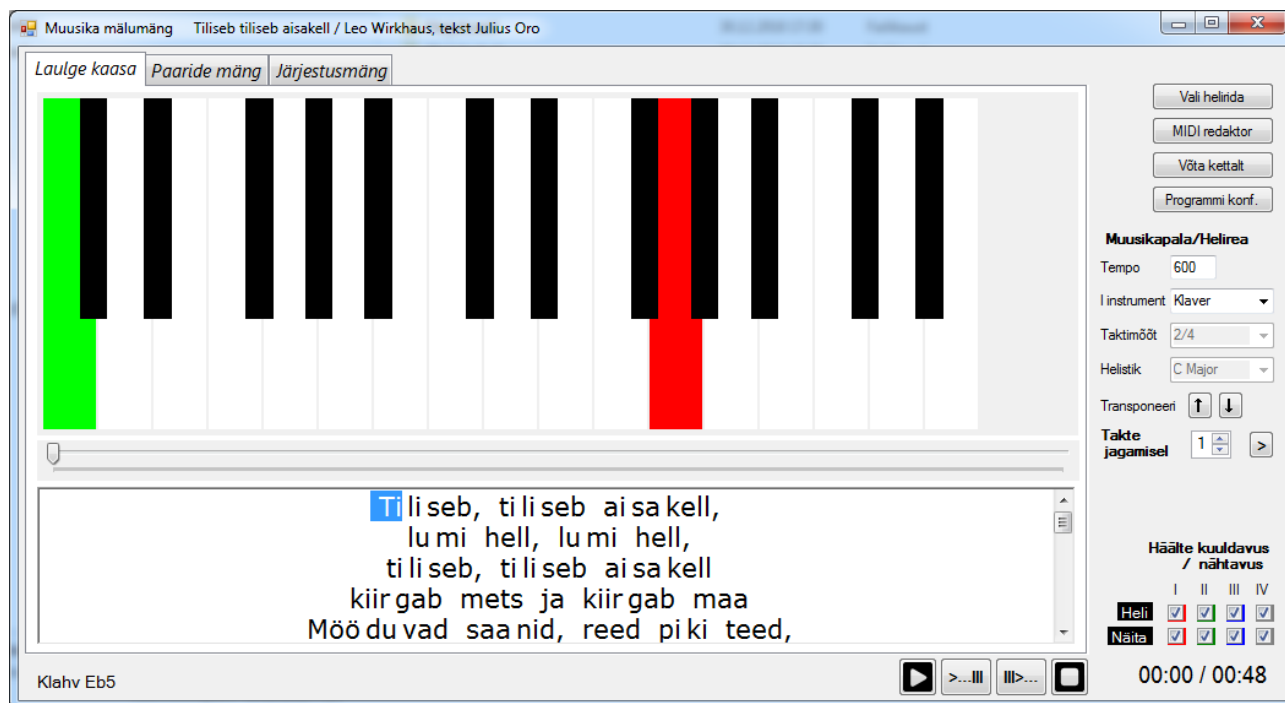 Muusika mälumäng Tiliseb tiliseb aisakell / Leo Wirkhaus, tekst Julius Oro
Laulge kaasa Paaride mäng Järjestusmäng
Vali helirida
MIDI redaktor
Võta kettalt
Programmi konf.
Muusikapala/Helirea
Tempo 600
I instrument Klaver
Taktimõõt 2/4
Helistik C Major
Transponeeri
Takte
jagamisel 1 >
Ti li seb, ti li seb ai sa kell,
lu mi hell, lu mi hell,
ti li seb, ti li seb ai sa kell
kiir gab mets ja kiir gab maa
Möö du vad saa nid, reed pi ki teed,
Häälte kuuldavus
/ nähtavus
I II III IV
Heli
Näita
Klahv Eb5 >...III III>... 00:00 / 00:48